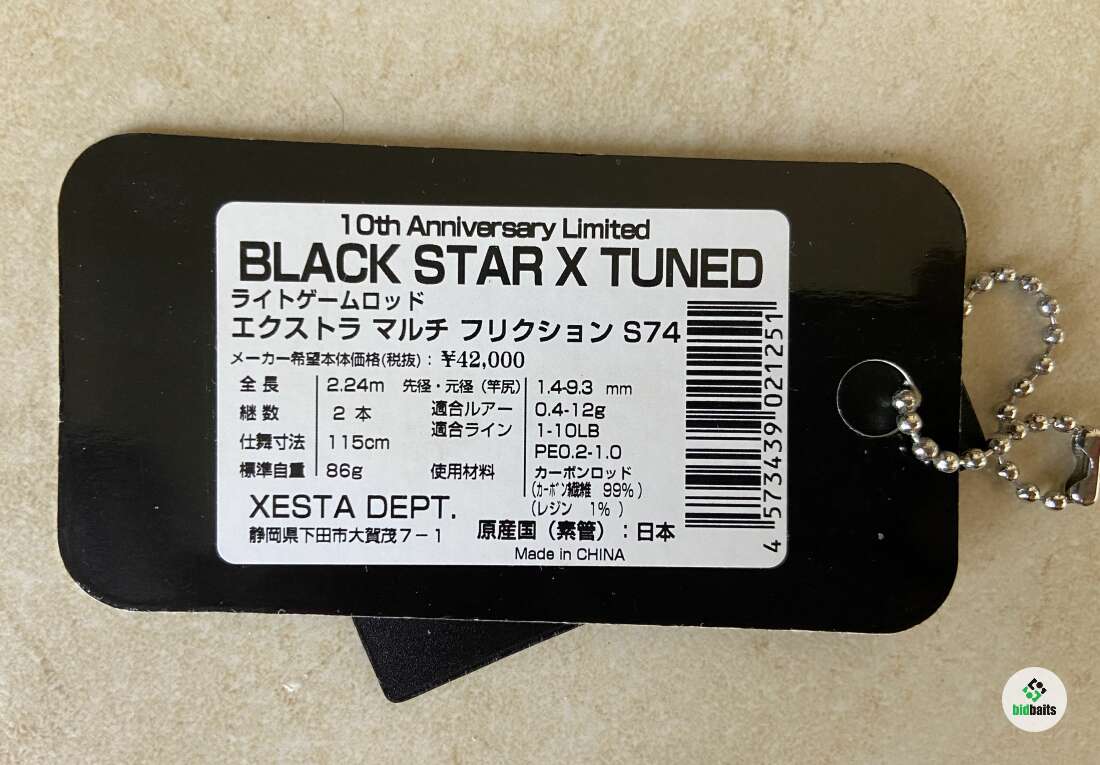 10th Anniversary Limited
BLACK STAR X TUNED
ライトゲームロッド
エクストラ マルチ フリクション S74
メーカー希望本体価格(税抜)：¥42,000
全長 2.24m 先径・元径（竿尻） 1.4-9.3 mm
継数 2本 適合ルアー 0.4-12g
適合ライン 1-10LB
仕舞寸法 115cm PE0.2-1.0
標準自重 86g 使用材料 カーボンロッド
(カーボン繊維 99%)
(レジン 1%)
XESTA DEPT.
静岡県下田市大賀茂7-1
原産国（素管）：日本
Made in CHINA
4573439021251
bidbaits